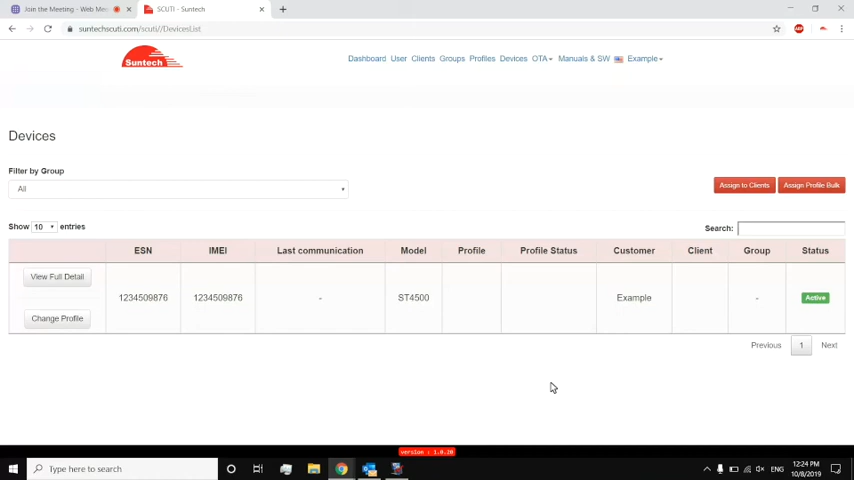 Join the Meeting - Web Me
SCUTI - Suntech
suntechscuti.com/scuti//DevicesList
ABP
Suntech
Dashboard User Clients Groups Profiles Devices OTA Manuals & SW Example
Devices
Filter by Group
All
Assign to Clients Assign Profile Bulk
Show 10 entries
Search:
ESN IMEI Last communication Model Profile Profile Status Customer Client Group Status
View Full Detail
1234509876 1234509876 - ST4500 Example - Active
Change Profile
Previous 1 Next
version : 1.0.20
Type here to search
ENG
12:24 PM
10/8/2019